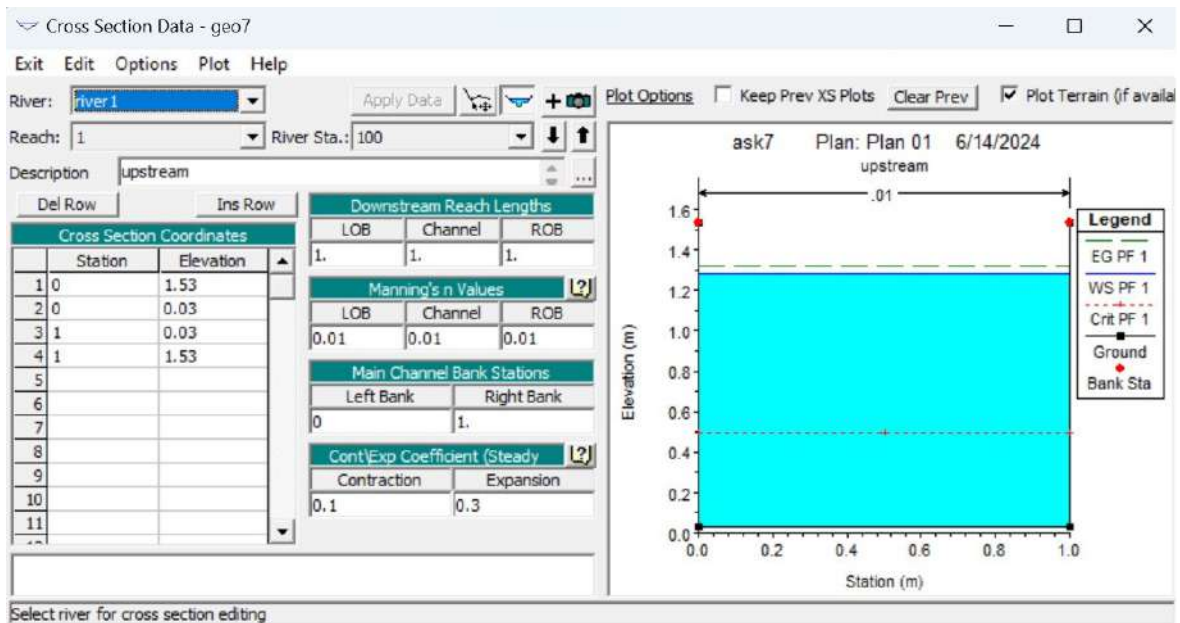 Cross Section Data - geo7
Exit Edit Options Plot Help
River: river1 Apply Data
Reach: 1 River Sta.: 100
Description upstream ...
Del Row Ins Row
Cross Section Coordinates
Station Elevation
1 0 1.53
2 0 0.03
3 1 0.03
4 1 1.53
5
6
7
8
9
10
11
Downstream Reach Lengths
LOB Channel ROB
1. 1. 1.
Manning's n Values
LOB Channel ROB
0.01 0.01 0.01
Main Channel Bank Stations
Left Bank Right Bank
0 1.
Cont\Exp Coefficient (Steady
Contraction Expansion
0.1 0.3
Select river for cross section editing
Plot Options Keep Prev XS Plots Clear Prev Plot Terrain (if availal
ask7 Plan: Plan 01 6/14/2024
upstream
.01
1.6
1.4
1.2
1.0
0.8
0.6
0.4
0.2
0.0
Elevation (m)
0.0 0.2 0.4 0.6 0.8 1.0
Station (m)
Legend
EG PF 1
WS PF 1
Crit PF 1
Ground
Bank Sta